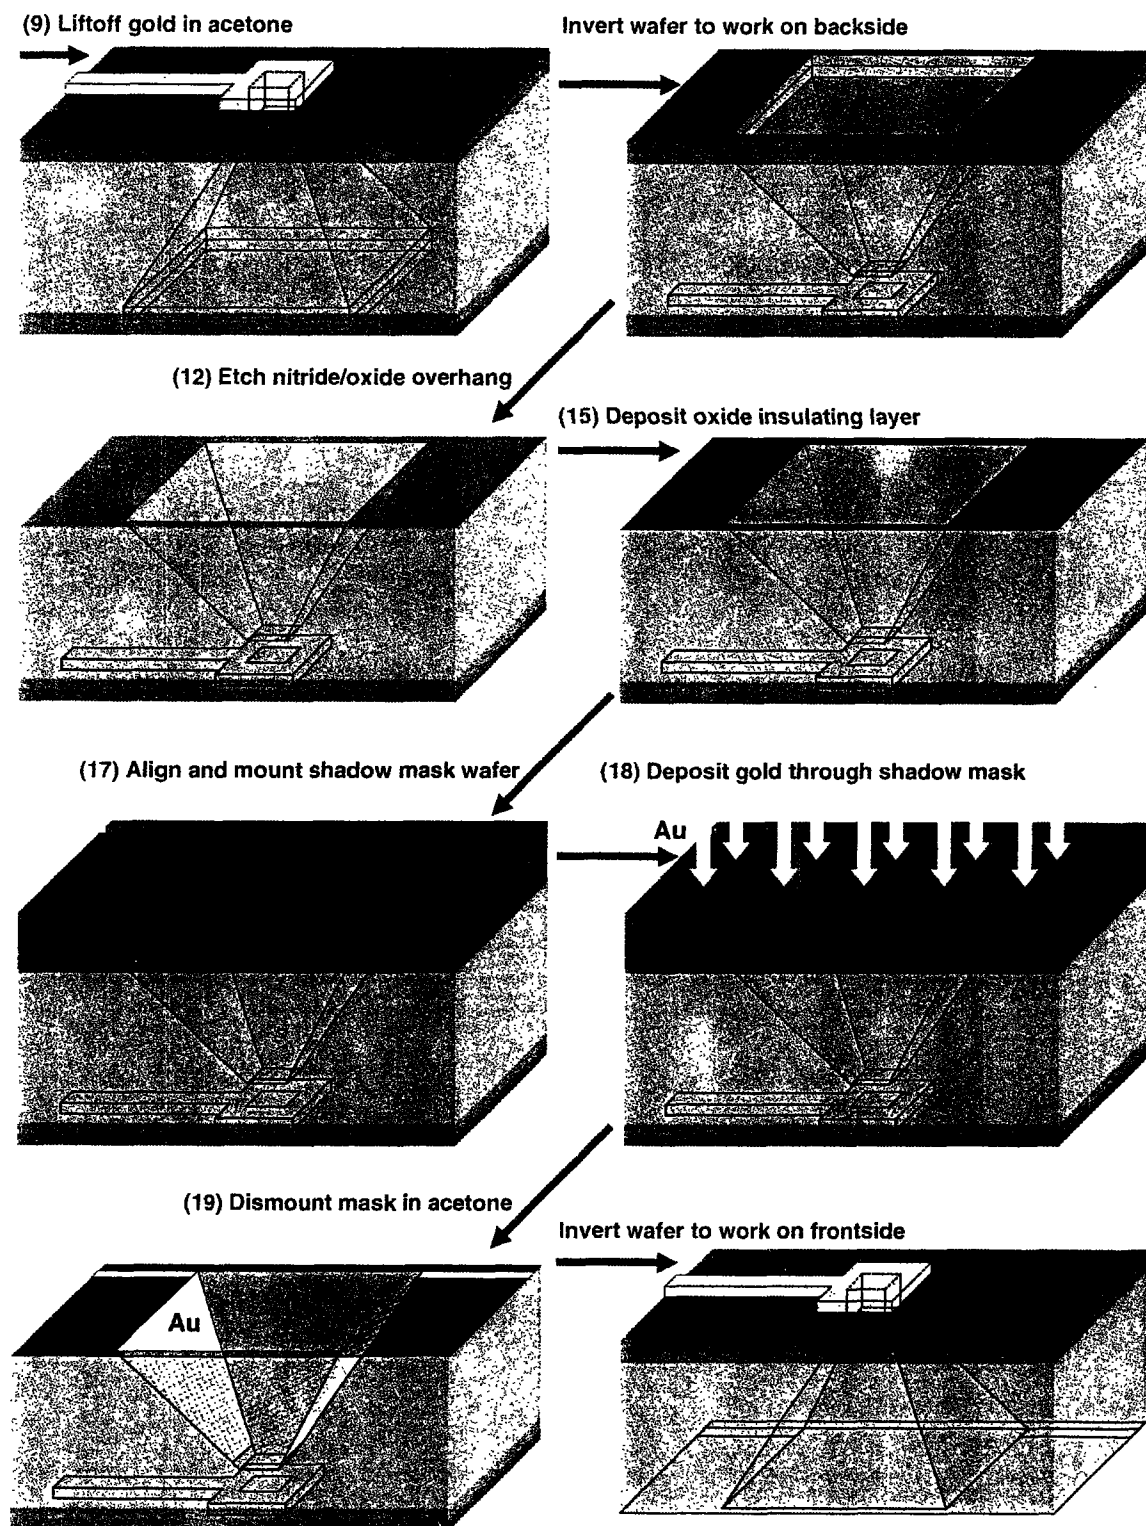 (9) Liftoff gold in acetone
Invert wafer to work on backside
(12) Etch nitride/oxide overhang
(15) Deposit oxide insulating layer
(17) Align and mount shadow mask wafer
(18) Deposit gold through shadow mask
Au
(19) Dismount mask in acetone
Invert wafer to work on frontside
Au